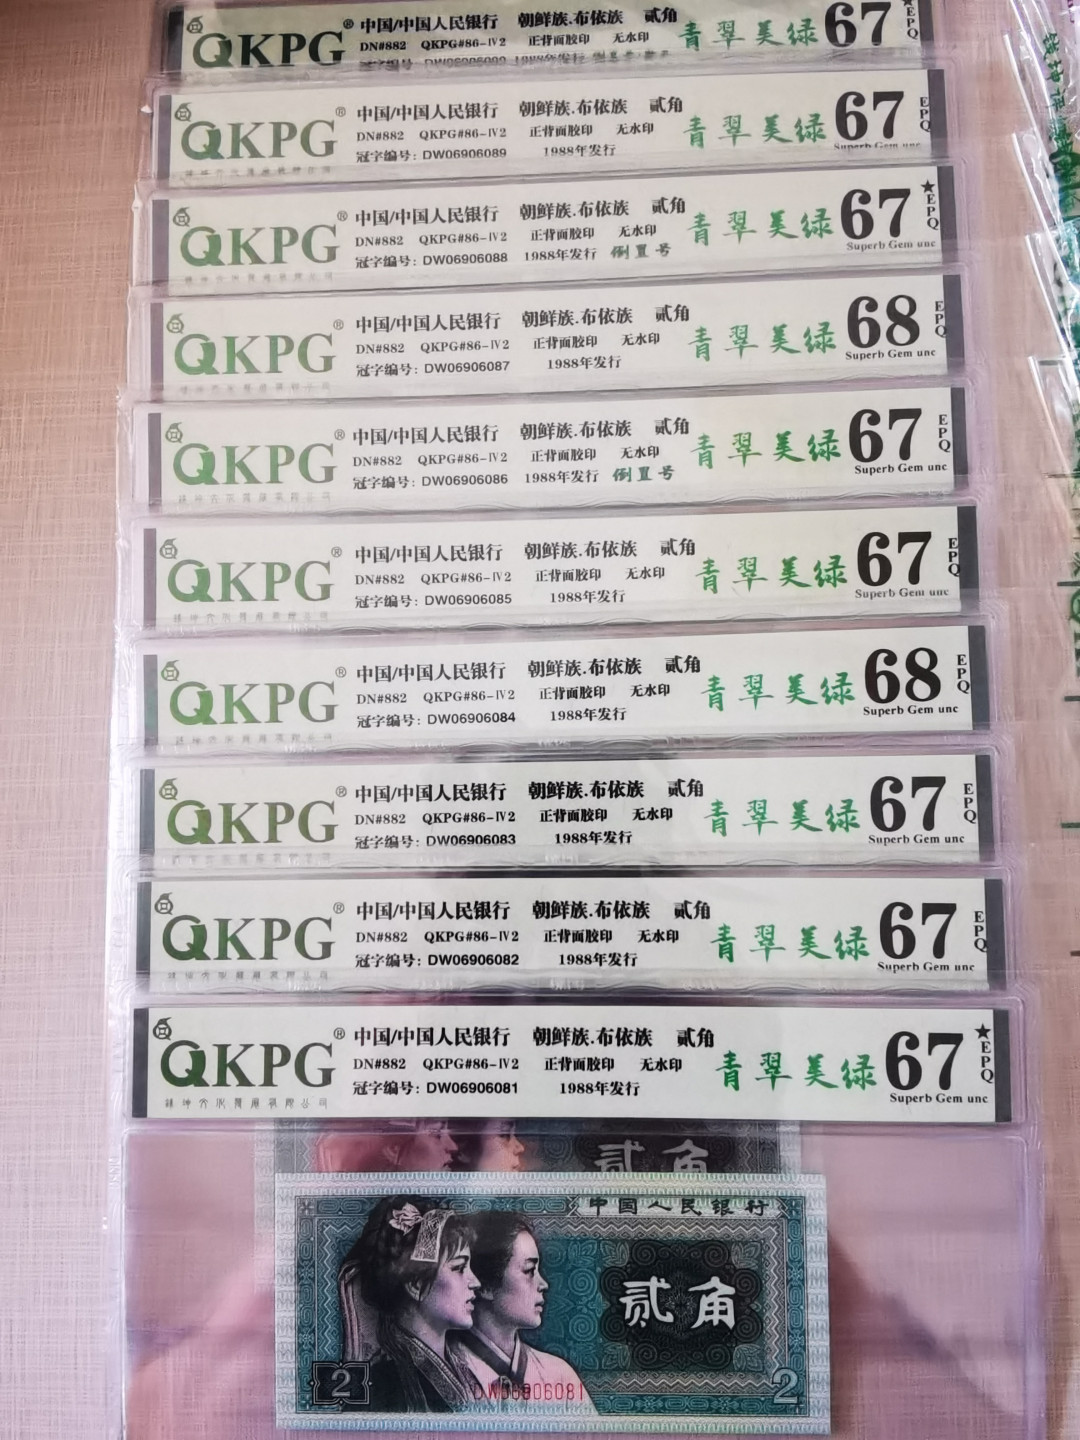 QKPG® 中国/中国人民银行 朝鲜族.布依族 贰角 青翠美绿 67 ★EPQ
DN#882 QKPG#86-IV2 正背面胶印 无水印
QKPG® 中国/中国人民银行 朝鲜族.布依族 贰角 青翠美绿 67 EPQ
DN#882 QKPG#86-IV2 正背面胶印 无水印
冠字编号: DW06906089 1988年发行 Superb Gem unc
QKPG® 中国/中国人民银行 朝鲜族.布依族 贰角 青翠美绿 67 ★EPQ
DN#882 QKPG#86-IV2 正背面胶印 无水印
冠字编号: DW06906088 1988年发行 倒置号 Superb Gem unc
QKPG® 中国/中国人民银行 朝鲜族.布依族 贰角 青翠美绿 68 EPQ
DN#882 QKPG#86-IV2 正背面胶印 无水印
冠字编号: DW06906087 1988年发行 Superb Gem unc
QKPG® 中国/中国人民银行 朝鲜族.布依族 贰角 青翠美绿 67 EPQ
DN#882 QKPG#86-IV2 正背面胶印 无水印
冠字编号: DW06906086 1988年发行 倒置号 Superb Gem unc
QKPG® 中国/中国人民银行 朝鲜族.布依族 贰角 青翠美绿 67 EPQ
DN#882 QKPG#86-IV2 正背面胶印 无水印
冠字编号: DW06906085 1988年发行 Superb Gem unc
QKPG® 中国/中国人民银行 朝鲜族.布依族 贰角 青翠美绿 68 EPQ
DN#882 QKPG#86-IV2 正背面胶印 无水印
冠字编号: DW06906084 1988年发行 Superb Gem unc
QKPG® 中国/中国人民银行 朝鲜族.布依族 贰角 青翠美绿 67 EPQ
DN#882 QKPG#86-IV2 正背面胶印 无水印
冠字编号: DW06906083 1988年发行 Superb Gem unc
QKPG® 中国/中国人民银行 朝鲜族.布依族 贰角 青翠美绿 67 EPQ
DN#882 QKPG#86-IV2 正背面胶印 无水印
冠字编号: DW06906082 1988年发行 Superb Gem unc
QKPG® 中国/中国人民银行 朝鲜族.布依族 贰角 青翠美绿 67 ★EPQ
DN#882 QKPG#86-IV2 正背面胶印 无水印
冠字编号: DW06906081 1988年发行 Superb Gem unc
贰角
中国人民银行
贰角
2 DW06906081 2